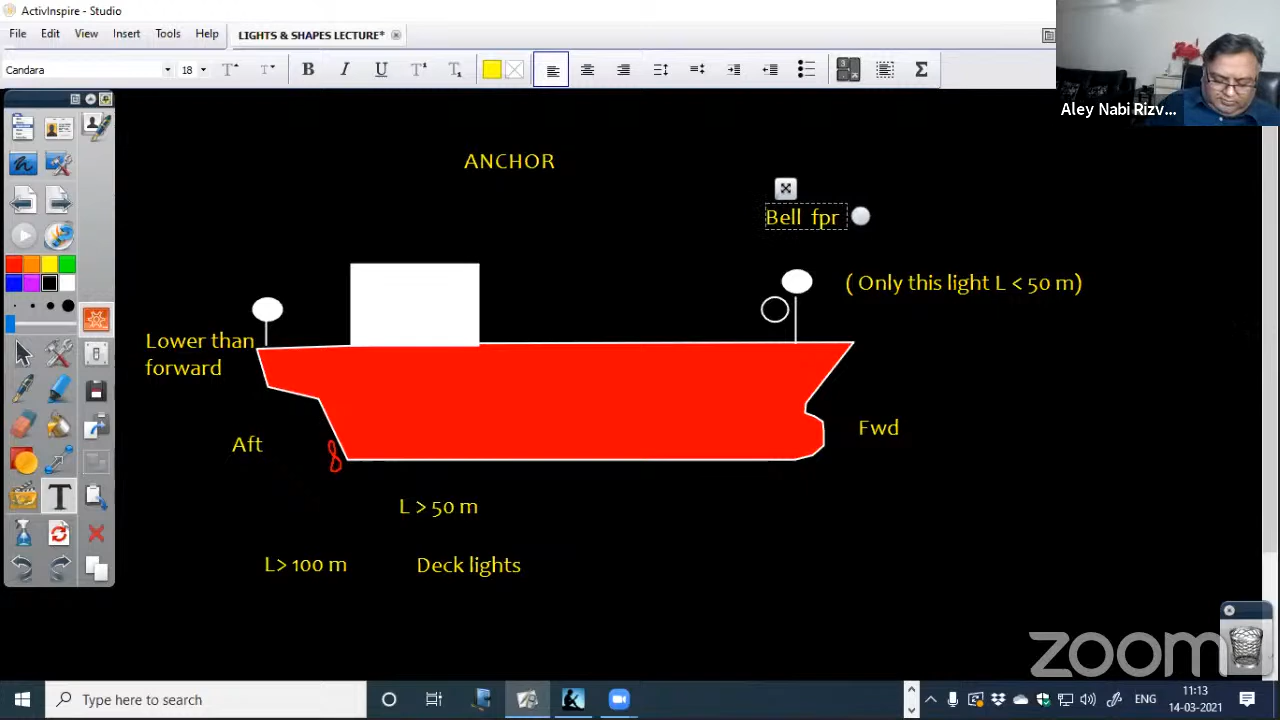 ActivInspire - Studio
File Edit View Insert Tools Help
LIGHTS & SHAPES LECTURE*
Candara 18
Aley Nabi Rizv...
ANCHOR
Bell fpr
( Only this light L < 50 m)
Lower than
forward
Aft
Fwd
L > 50 m
L> 100 m
Deck lights
zoom
Type here to search
ENG
11:13
14-03-2021